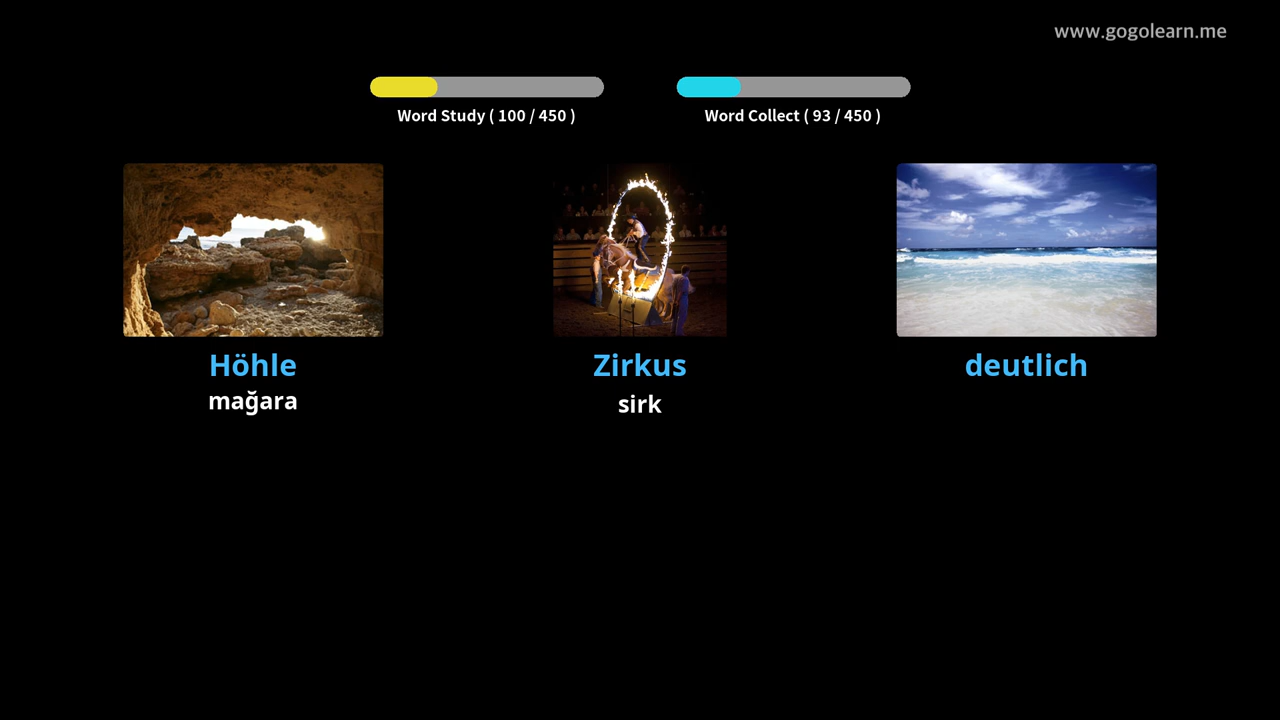 www.gogolearn.me
Word Study ( 100 / 450 )
Word Collect ( 93 / 450 )
Höhle
mağara
Zirkus
sirk
deutlich